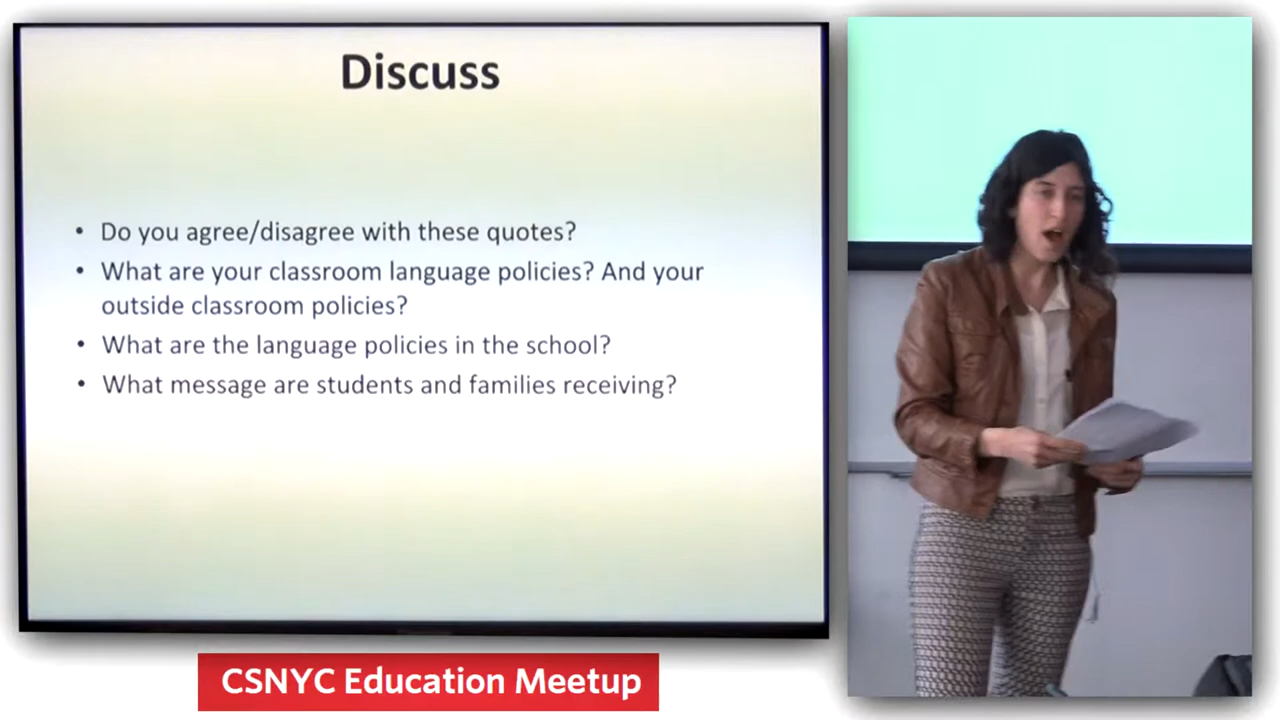 Discuss
• Do you agree/disagree with these quotes?
• What are your classroom language policies? And your
outside classroom policies?
• What are the language policies in the school?
• What message are students and families receiving?
CSNYC Education Meetup